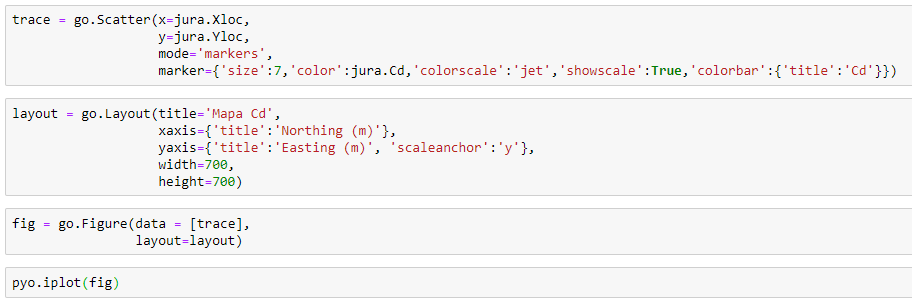 trace = go.Scatter(x=jura.Xloc,
y=jura.Yloc,
mode='markers',
marker={'size':7,'color':jura.Cd,'colorscale':'jet','showscale':True,'colorbar':{'title':'Cd'}})
layout = go.Layout(title='Mapa Cd',
xaxis={'title':'Northing (m)'},
yaxis={'title':'Easting (m)', 'scaleanchor':'y'},
width=700,
height=700)
fig = go.Figure(data = [trace],
layout=layout)
pyo.iplot(fig)